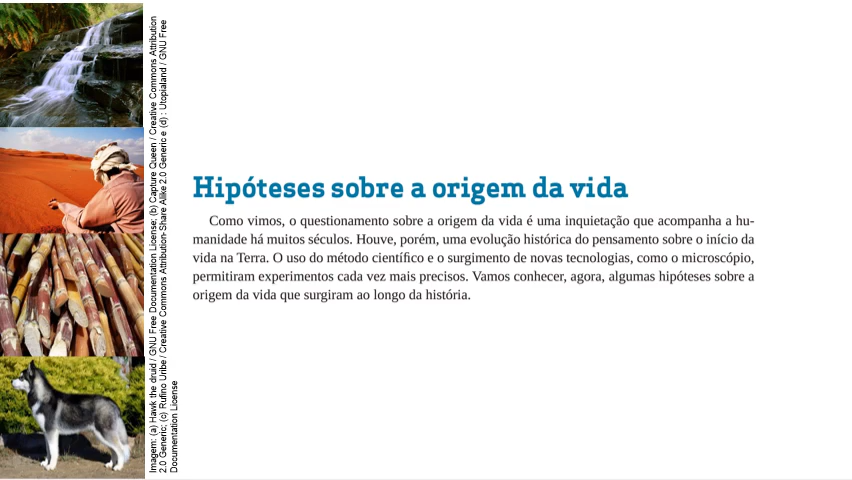 Hipóteses sobre a origem da vida
Como vimos, o questionamento sobre a origem da vida é uma inquietação que acompanha a hu-
manidade há muitos séculos. Houve, porém, uma evolução histórica do pensamento sobre o início da
vida na Terra. O uso do método científico e o surgimento de novas tecnologias, como o microscópio,
permitiram experimentos cada vez mais precisos. Vamos conhecer, agora, algumas hipóteses sobre a
origem da vida que surgiram ao longo da história.
Imagem: (a) Hawk the druid / GNU Free Documentation License; (b) Capture Queen / Creative Commons Attribution
2.0 Generic; (c) Rufino Uribe / Creative Commons Attribution-Share Alike 2.0 Generic e (d) : Utopialand / GNU Free
Documentation License